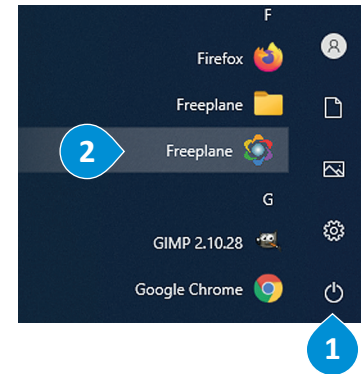 F
Firefox
Freeplane
2
Freeplane
G
GIMP 2.10.28
Google Chrome
1